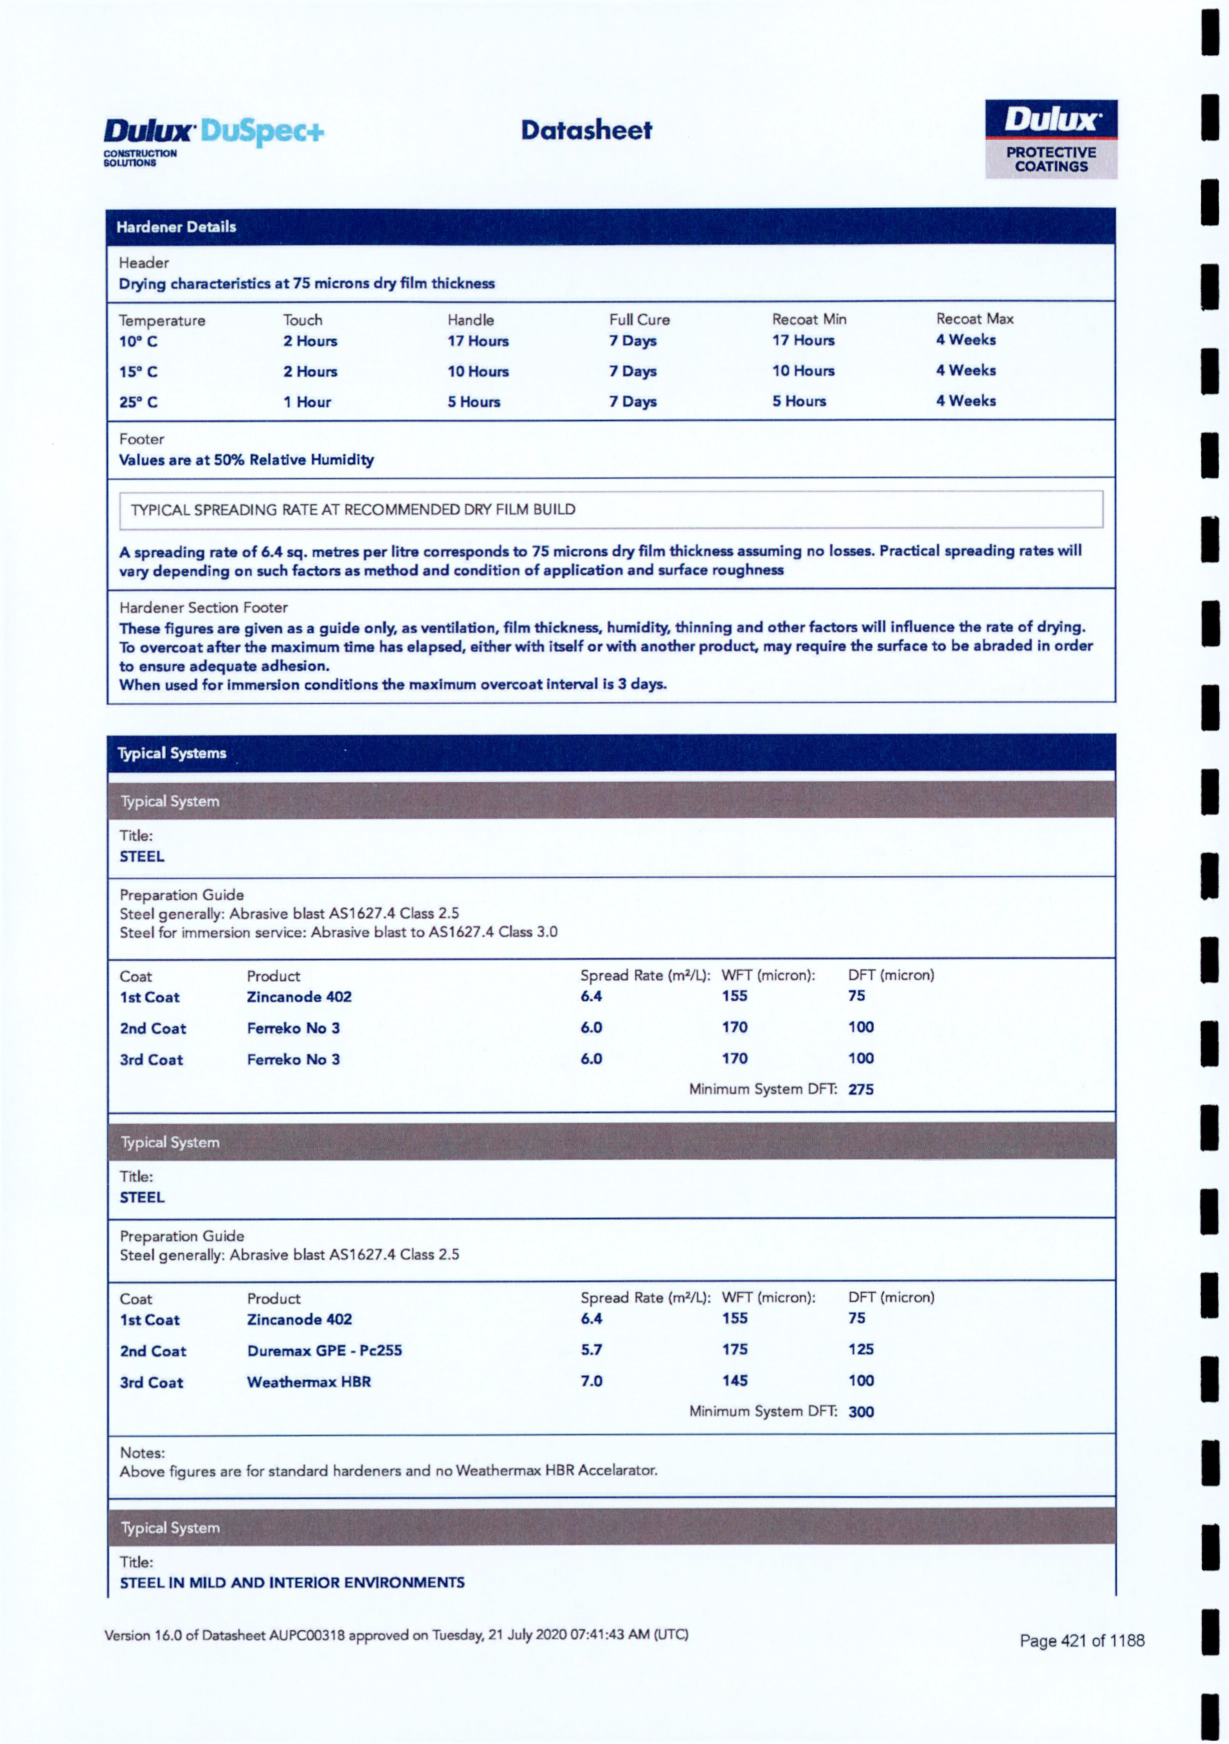 Dulux DuSpec+
CONSTRUCTION
SOLUTIONS
Datasheet
Dulux
PROTECTIVE
COATINGS
Hardener Details
Header
Drying characteristics at 75 microns dry film thickness
Temperature Touch Handle Full Cure Recoat Min Recoat Max
10° C 2 Hours 17 Hours 7 Days 17 Hours 4 Weeks
15° C 2 Hours 10 Hours 7 Days 10 Hours 4 Weeks
25° C 1 Hour 5 Hours 7 Days 5 Hours 4 Weeks
Footer
Values are at 50% Relative Humidity
TYPICAL SPREADING RATE AT RECOMMENDED DRY FILM BUILD
A spreading rate of 6.4 sq. metres per litre corresponds to 75 microns dry film thickness assuming no losses. Practical spreading rates will
vary depending on such factors as method and condition of application and surface roughness
Hardener Section Footer
These figures are given as a guide only, as ventilation, film thickness, humidity, thinning and other factors will influence the rate of drying.
To overcoat after the maximum time has elapsed, either with itself or with another product, may require the surface to be abraded in order
to ensure adequate adhesion.
When used for immersion conditions the maximum overcoat interval is 3 days.
Typical Systems
Typical System
Title:
STEEL
Preparation Guide
Steel generally: Abrasive blast AS1627.4 Class 2.5
Steel for immersion service: Abrasive blast to AS1627.4 Class 3.0
Coat Product Spread Rate (m²/L): WFT (micron): DFT (micron)
1st Coat Zincanode 402 6.4 155 75
2nd Coat Ferreko No 3 6.0 170 100
3rd Coat Ferreko No 3 6.0 170 100
Minimum System DFT: 275
Typical System
Title:
STEEL
Preparation Guide
Steel generally: Abrasive blast AS1627.4 Class 2.5
Coat Product Spread Rate (m²/L): WFT (micron): DFT (micron)
1st Coat Zincanode 402 6.4 155 75
2nd Coat Duremax GPE - Pc255 5.7 175 125
3rd Coat Weathermax HBR 7.0 145 100
Minimum System DFT: 300
Notes:
Above figures are for standard hardeners and no Weathermax HBR Accelarator.
Typical System
Title:
STEEL IN MILD AND INTERIOR ENVIRONMENTS
Version 16.0 of Datasheet AUPC00318 approved on Tuesday, 21 July 2020 07:41:43 AM (UTC)
Page 421 of 1188